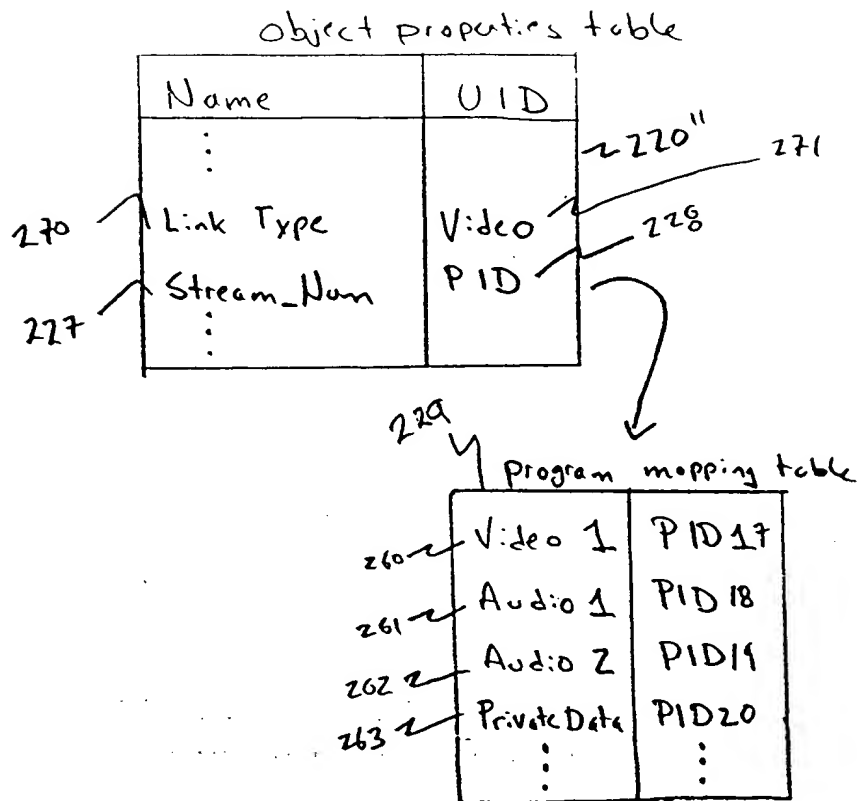 object properties table
Name UID
220"
271
270 Link Type Video
228
227 Stream_Num PID
229
program mapping table
260 Video 1 PID 17
261 Audio 1 PID 18
262 Audio 2 PID 19
263 Private Data PID 20